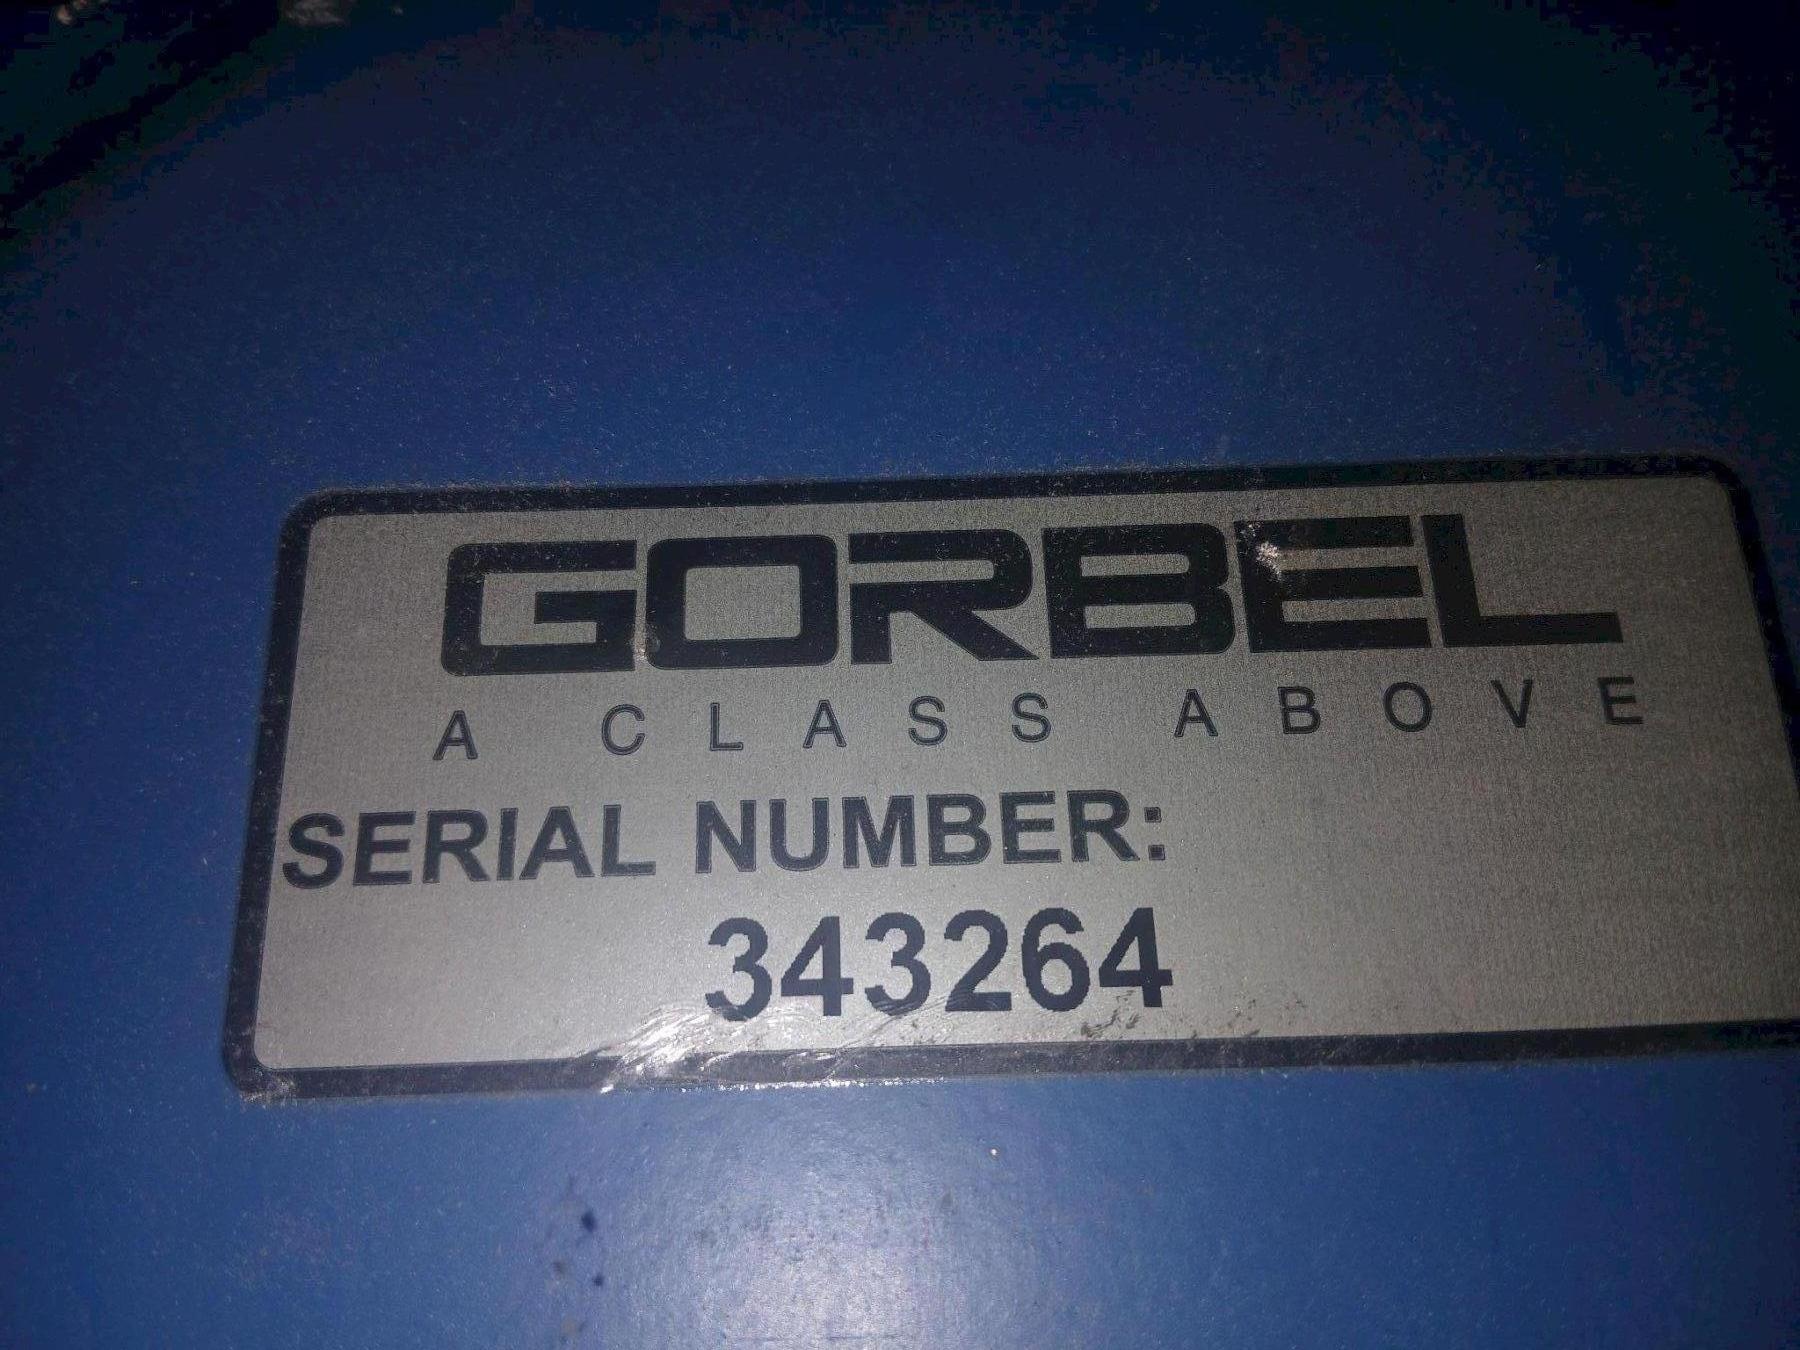 GORBEL
A CLASS ABOVE
SERIAL NUMBER:
343264